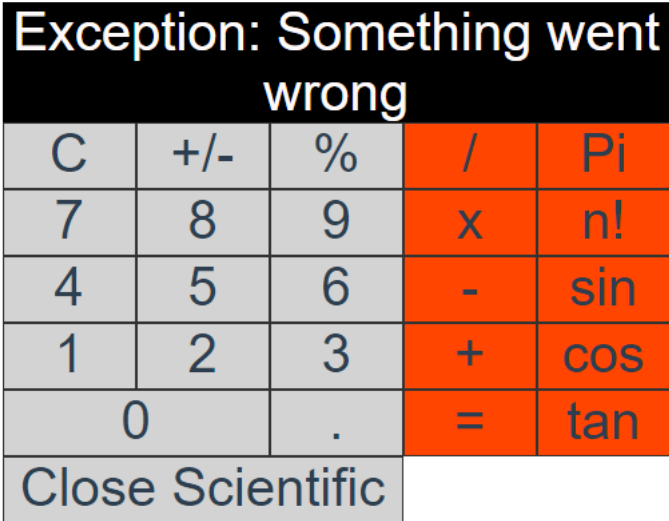 Exception: Something went
wrong
C +/- % / Pi
7 8 9 x n!
4 5 6 - sin
1 2 3 + cos
0 . = tan
Close Scientific